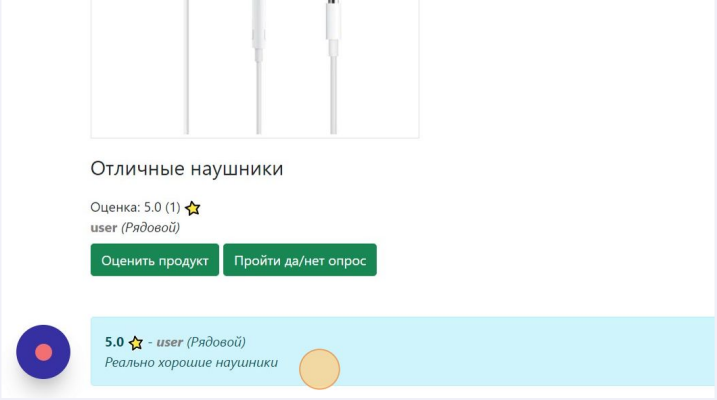 Отличные наушники
Оценка: 5.0 (1)
user (Рядовой)
Оценить продукт Пройти да/нет опрос
5.0 - user (Рядовой)
Реально хорошие наушники